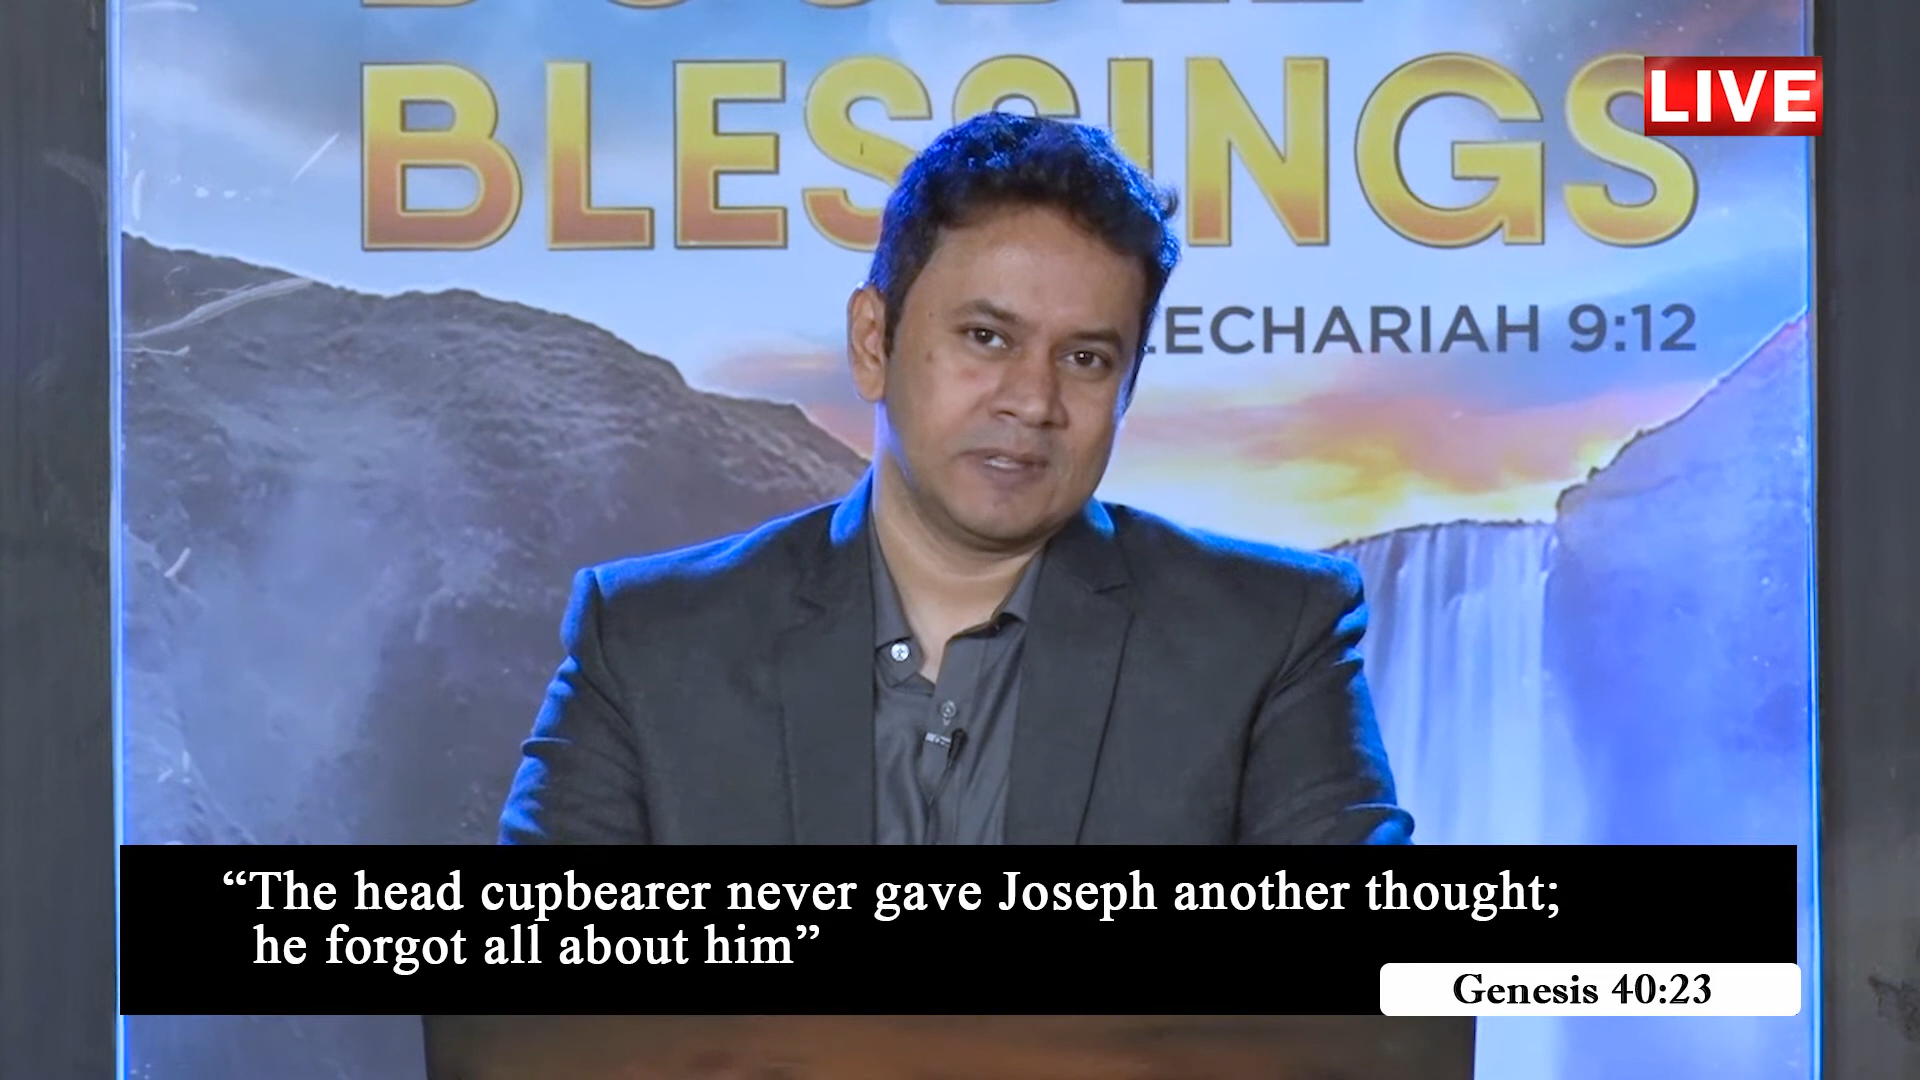 BLESSINGS
LIVE
ZECHARIAH 9:12
“The head cupbearer never gave Joseph another thought;
he forgot all about him”
Genesis 40:23